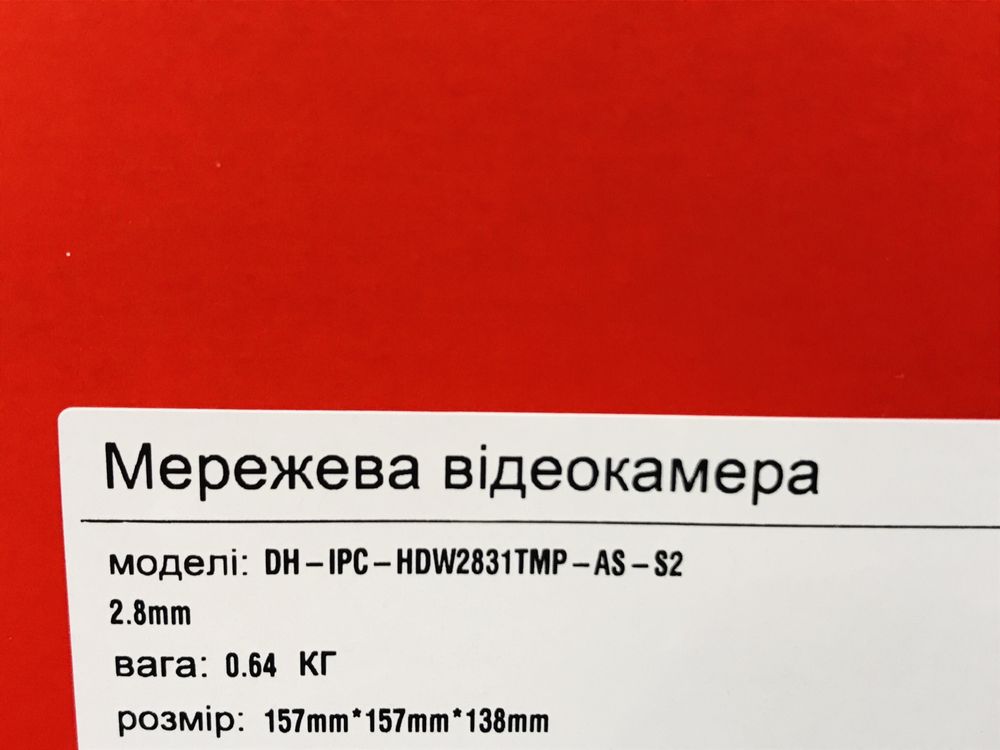 Мережева відеокамера
моделі: DH-IPC-HDW2831TMP-AS-S2
2.8mm
вага: 0.64 КГ
розмір: 157mm*157mm*138mm